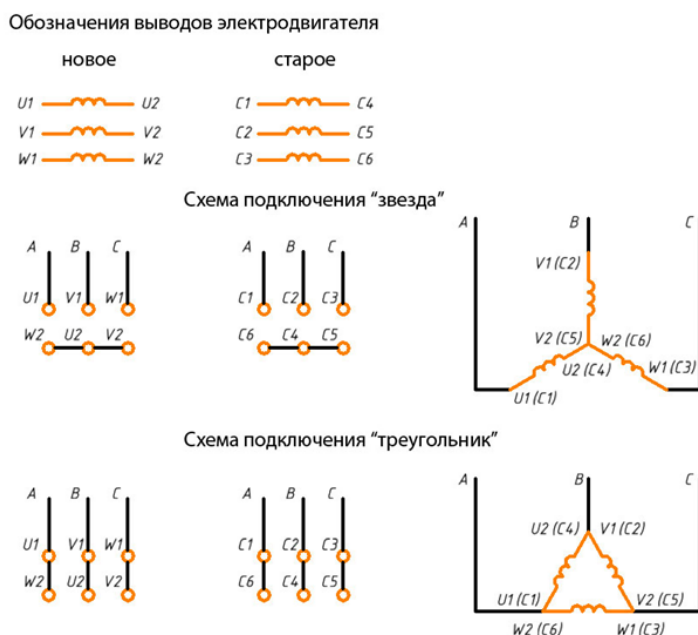 Обозначения выводов электродвигателя
новое старое
U1 U2 C1 C4
V1 V2 C2 C5
W1 W2 C3 C6
Схема подключения "звезда"
A B C A B C A B C
V1 (C2)
U1 V1 W1 C1 C2 C3
W2 U2 V2 C6 C4 C5
V2 (C5) W2 (C6)
U2 (C4) W1 (C3)
U1 (C1)
Схема подключения "треугольник"
A B C A B C A B C
U2 (C4) V1 (C2)
U1 V1 W1 C1 C2 C3
W2 U2 V2 C6 C4 C5
U1 (C1) V2 (C5)
W2 (C6) W1 (C3)